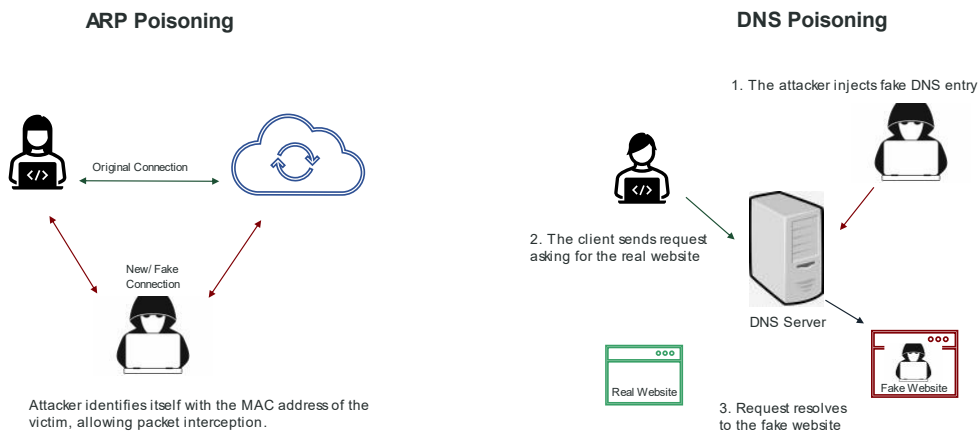 ARP Poisoning
Original Connection
</>
New/ Fake
Connection
Attacker identifies itself with the MAC address of the
victim, allowing packet interception.
DNS Poisoning
1. The attacker injects fake DNS entry
</>
2. The client sends request
asking for the real website
DNS Server
Real Website
Fake Website
3. Request resolves
to the fake website